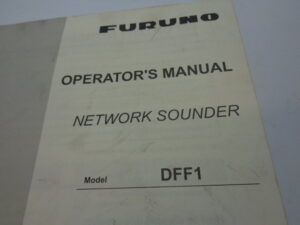 FURUNO
OPERATOR'S MANUAL
NETWORK SOUNDER
Model DFF1